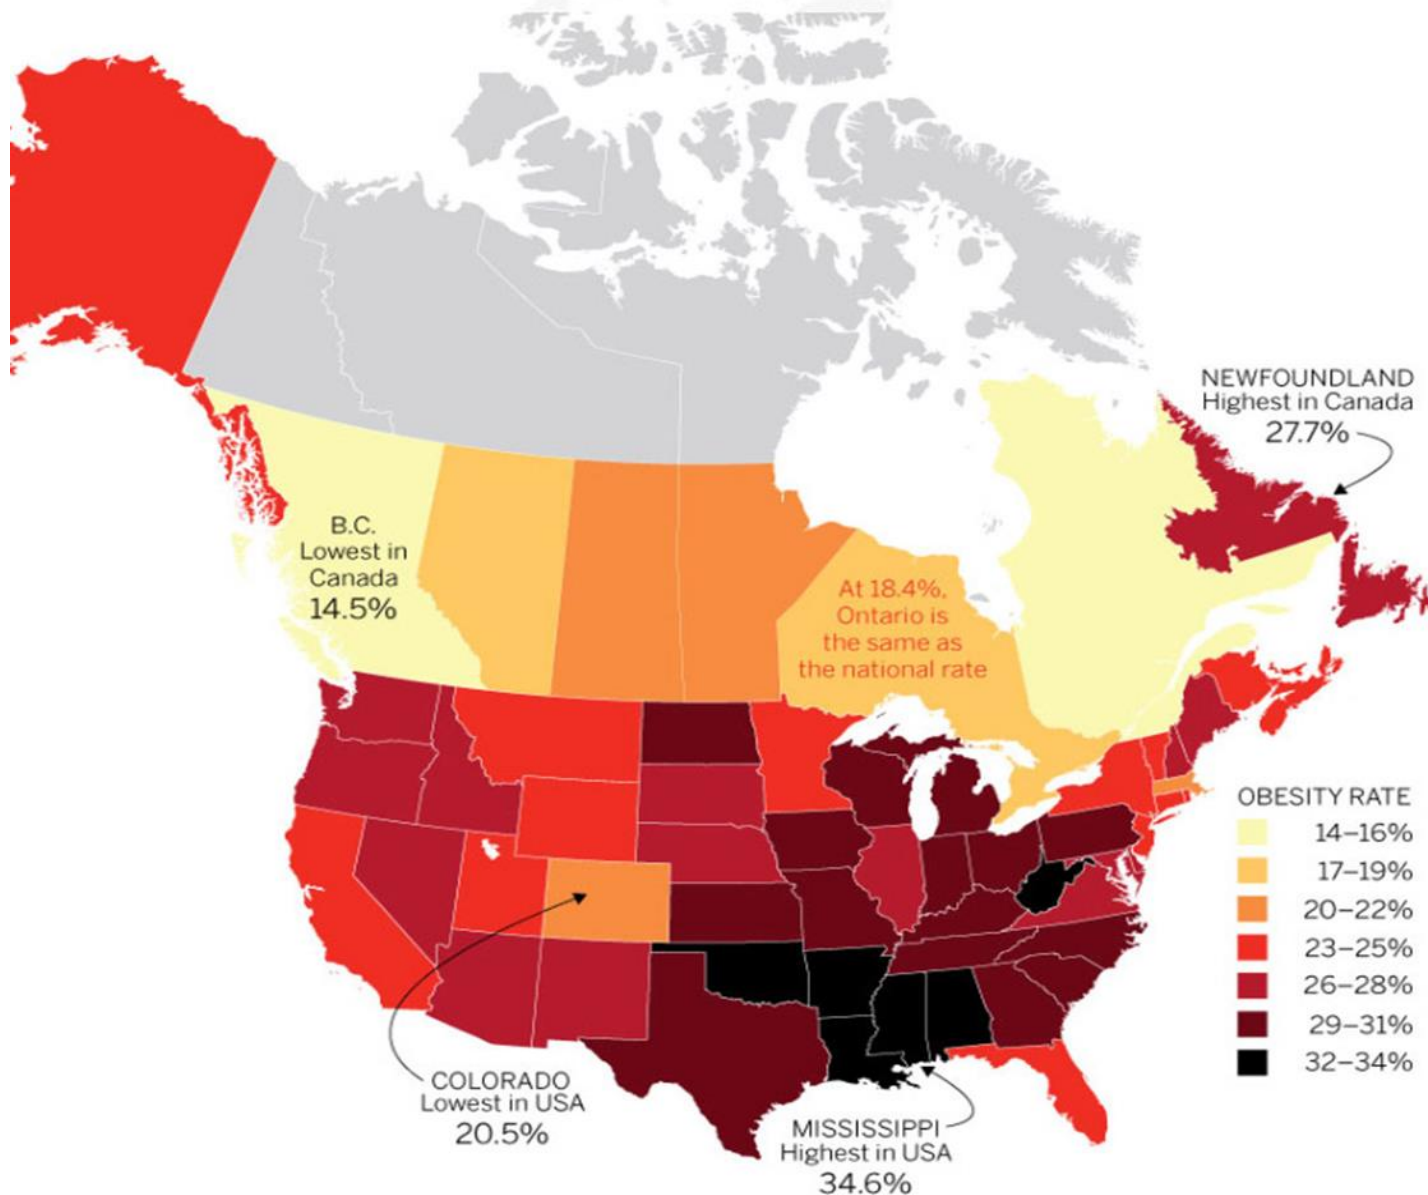 NEWFOUNDLAND
Highest in Canada
27.7%
B.C.
Lowest in
Canada
14.5%
At 18.4%,
Ontario is
the same as
the national rate
OBESITY RATE
14–16%
17–19%
20–22%
23–25%
26–28%
29–31%
32–34%
COLORADO
Lowest in USA
20.5%
MISSISSIPPI
Highest in USA
34.6%